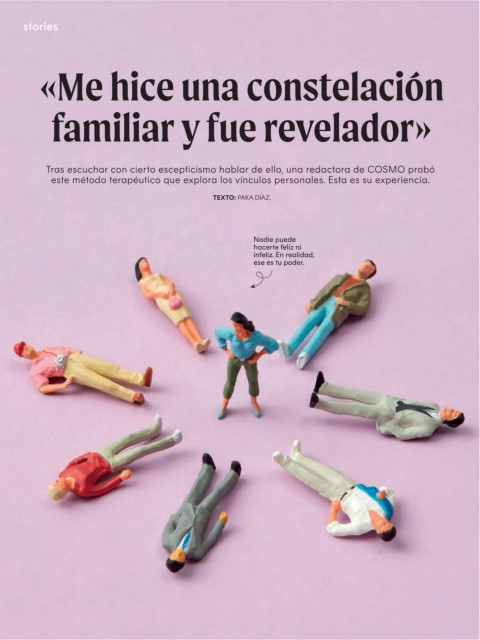 stories
«Me hice una constelación
familiar y fue revelador»
Tras escuchar con cierto escepticismo hablar de ello, una redactora de COSMO probó
este método terapéutico que explora los vínculos personales. Esta es su experiencia.
TEXTO: PAKA DÍAZ.
Nadie puede
hacerte feliz ni
infeliz. En realidad,
ese es tu poder.